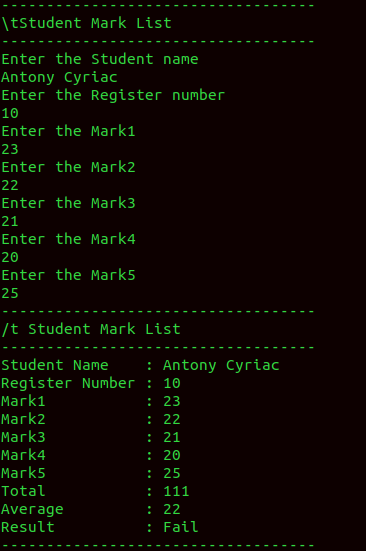 -----------------------------------
\tStudent Mark List
-----------------------------------
Enter the Student name
Antony Cyriac
Enter the Register number
10
Enter the Mark1
23
Enter the Mark2
22
Enter the Mark3
21
Enter the Mark4
20
Enter the Mark5
25
-----------------------------------
/t Student Mark List
-----------------------------------
Student Name    : Antony Cyriac
Register Number : 10
Mark1           : 23
Mark2           : 22
Mark3           : 21
Mark4           : 20
Mark5           : 25
Total           : 111
Average         : 22
Result          : Fail
-----------------------------------